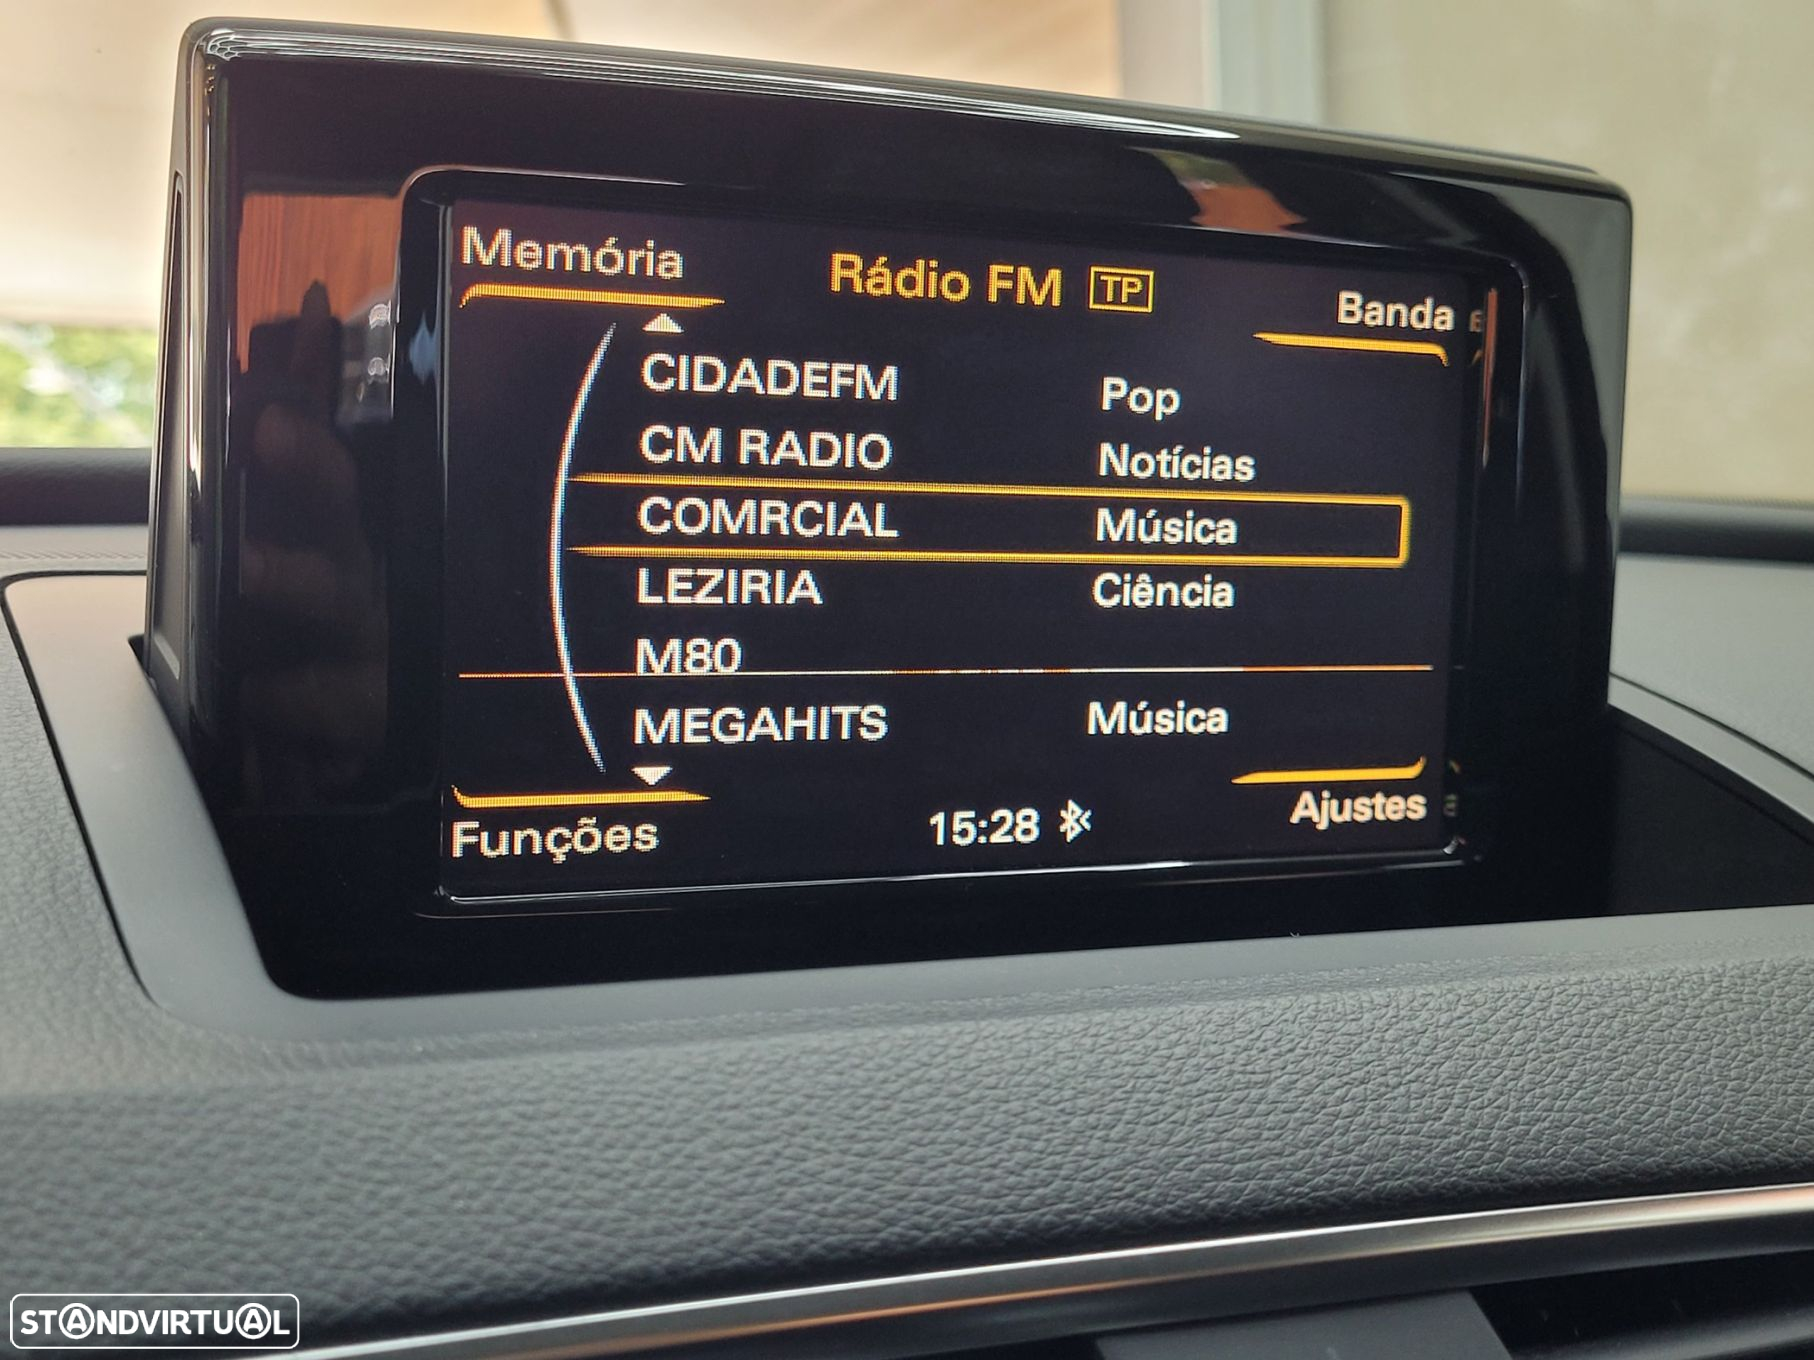 Memória
Rádio FM TP
Banda
CIDADEFM Pop
CM RADIO Notícias
COMRCIAL Música
LEZIRIA Ciência
M80
MEGAHITS Música
Funções
15:28
Ajustes
STANDVIRTUAL